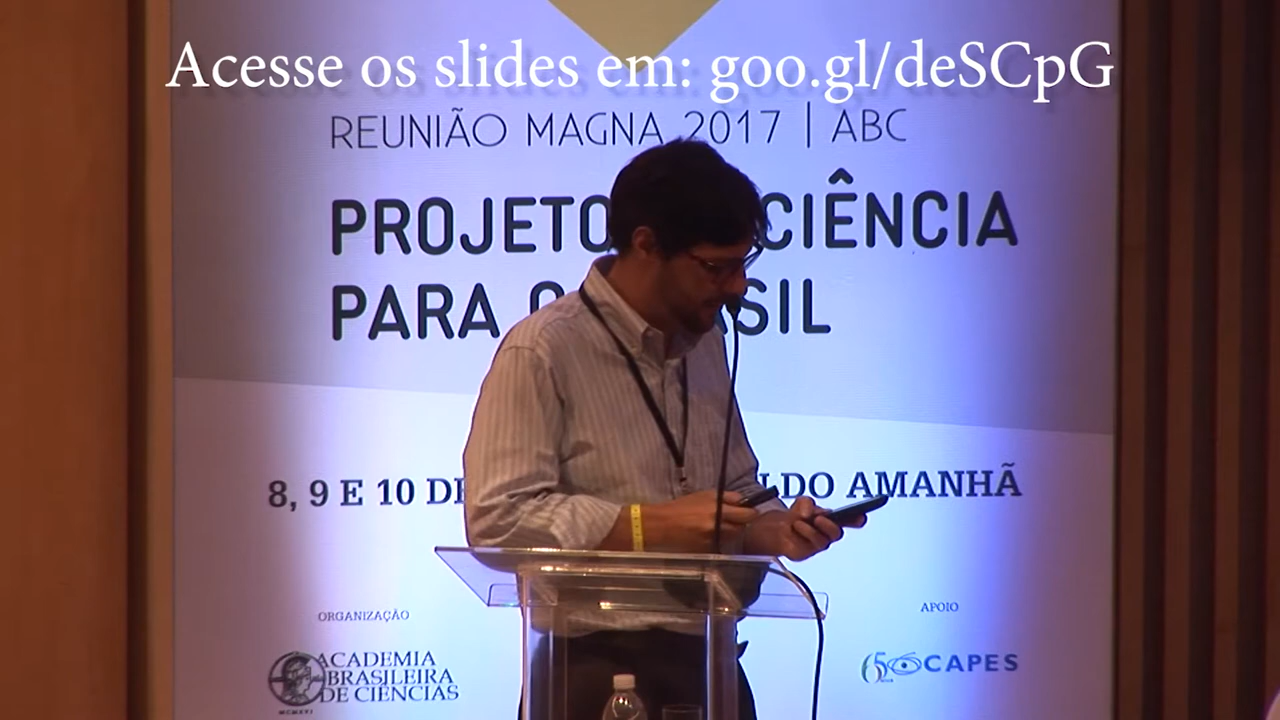 Acesse os slides em: goo.gl/deSCpG
REUNIÃO MAGNA 2017 | ABC
PROJETO CIÊNCIA
PARA
8, 9 E 10 DE DO AMANHÃ
ORGANIZAÇÃO
APOIO
ACADEMIA
BRASILEIRA
DE CIÊNCIAS
CAPES